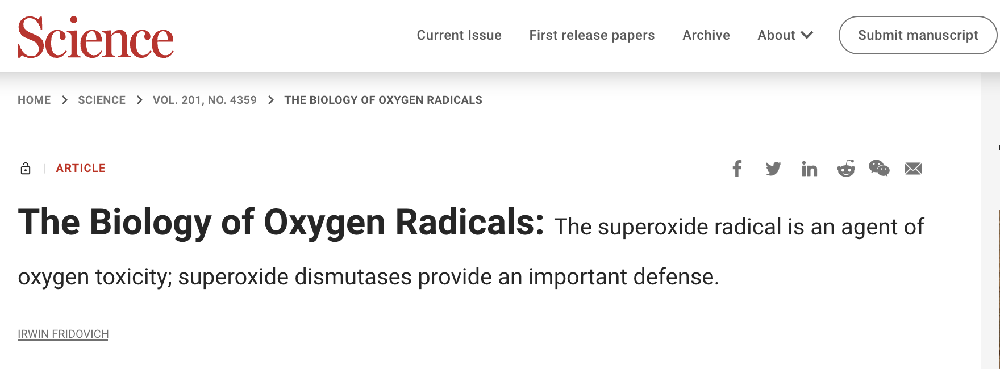 Science
Current Issue First release papers Archive About Submit manuscript
HOME > SCIENCE > VOL. 201, NO. 4359 > THE BIOLOGY OF OXYGEN RADICALS
ARTICLE
The Biology of Oxygen Radicals: The superoxide radical is an agent of
oxygen toxicity; superoxide dismutases provide an important defense.
IRWIN FRIDOVICH